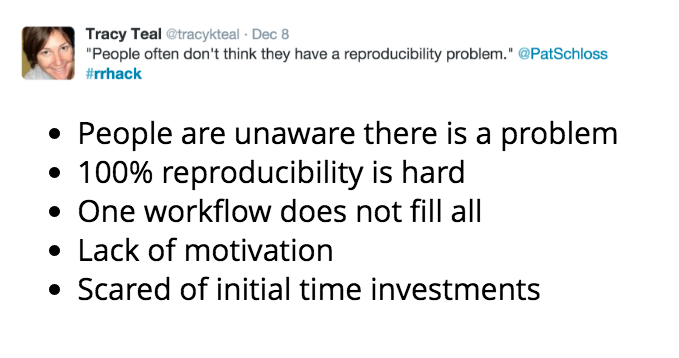 Tracy Teal @tracykteal · Dec 8
"People often don't think they have a reproducibility problem." @PatSchloss
#rrhack
• People are unaware there is a problem
• 100% reproducibility is hard
• One workflow does not fill all
• Lack of motivation
• Scared of initial time investments